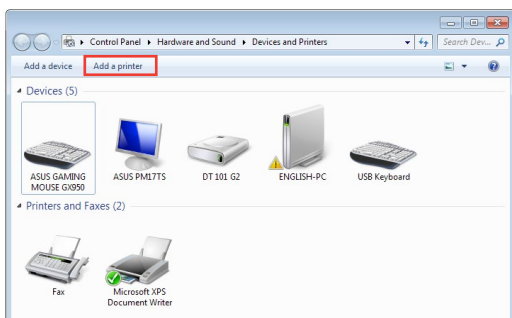 Control Panel ▸ Hardware and Sound ▸ Devices and Printers
Search Dev...
Add a device
Add a printer
Devices (5)
ASUS GAMING
MOUSE GX950
ASUS PM17TS
DT 101 G2
ENGLISH-PC
USB Keyboard
Printers and Faxes (2)
Fax
Microsoft XPS
Document Writer